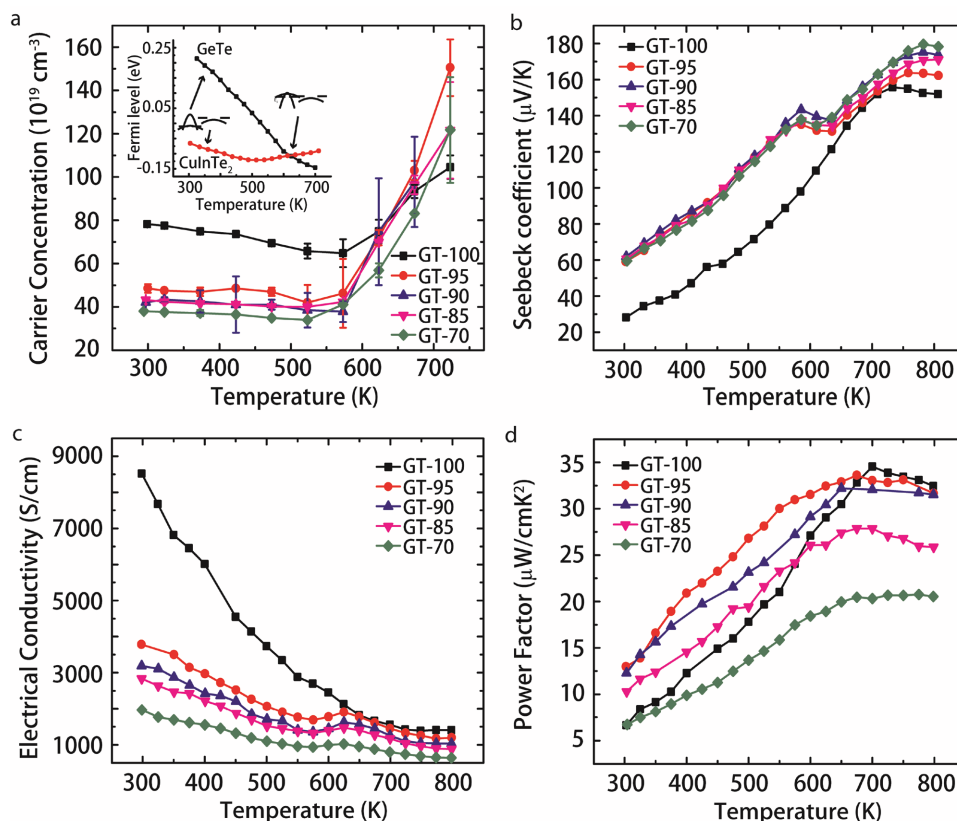 a
Carrier Concentration (10¹⁹ cm⁻³)
160
140
120
100
80
60
40
20
0.25
0.05
-0.15
Fermi level (eV)
GeTe
CuInTe₂
300 500 700
Temperature (K)
GT-100
GT-95
GT-90
GT-85
GT-70
300 400 500 600 700
Temperature (K)
b
Seebeck coefficient (μV/K)
180
160
140
120
100
80
60
40
20
GT-100
GT-95
GT-90
GT-85
GT-70
300 400 500 600 700 800
Temperature (K)
c
Electrical Conductivity (S/cm)
9000
7000
5000
3000
1000
GT-100
GT-95
GT-90
GT-85
GT-70
300 400 500 600 700 800
Temperature (K)
d
Power Factor (μW/cmK²)
35
30
25
20
15
10
5
GT-100
GT-95
GT-90
GT-85
GT-70
300 400 500 600 700 800
Temperature (K)